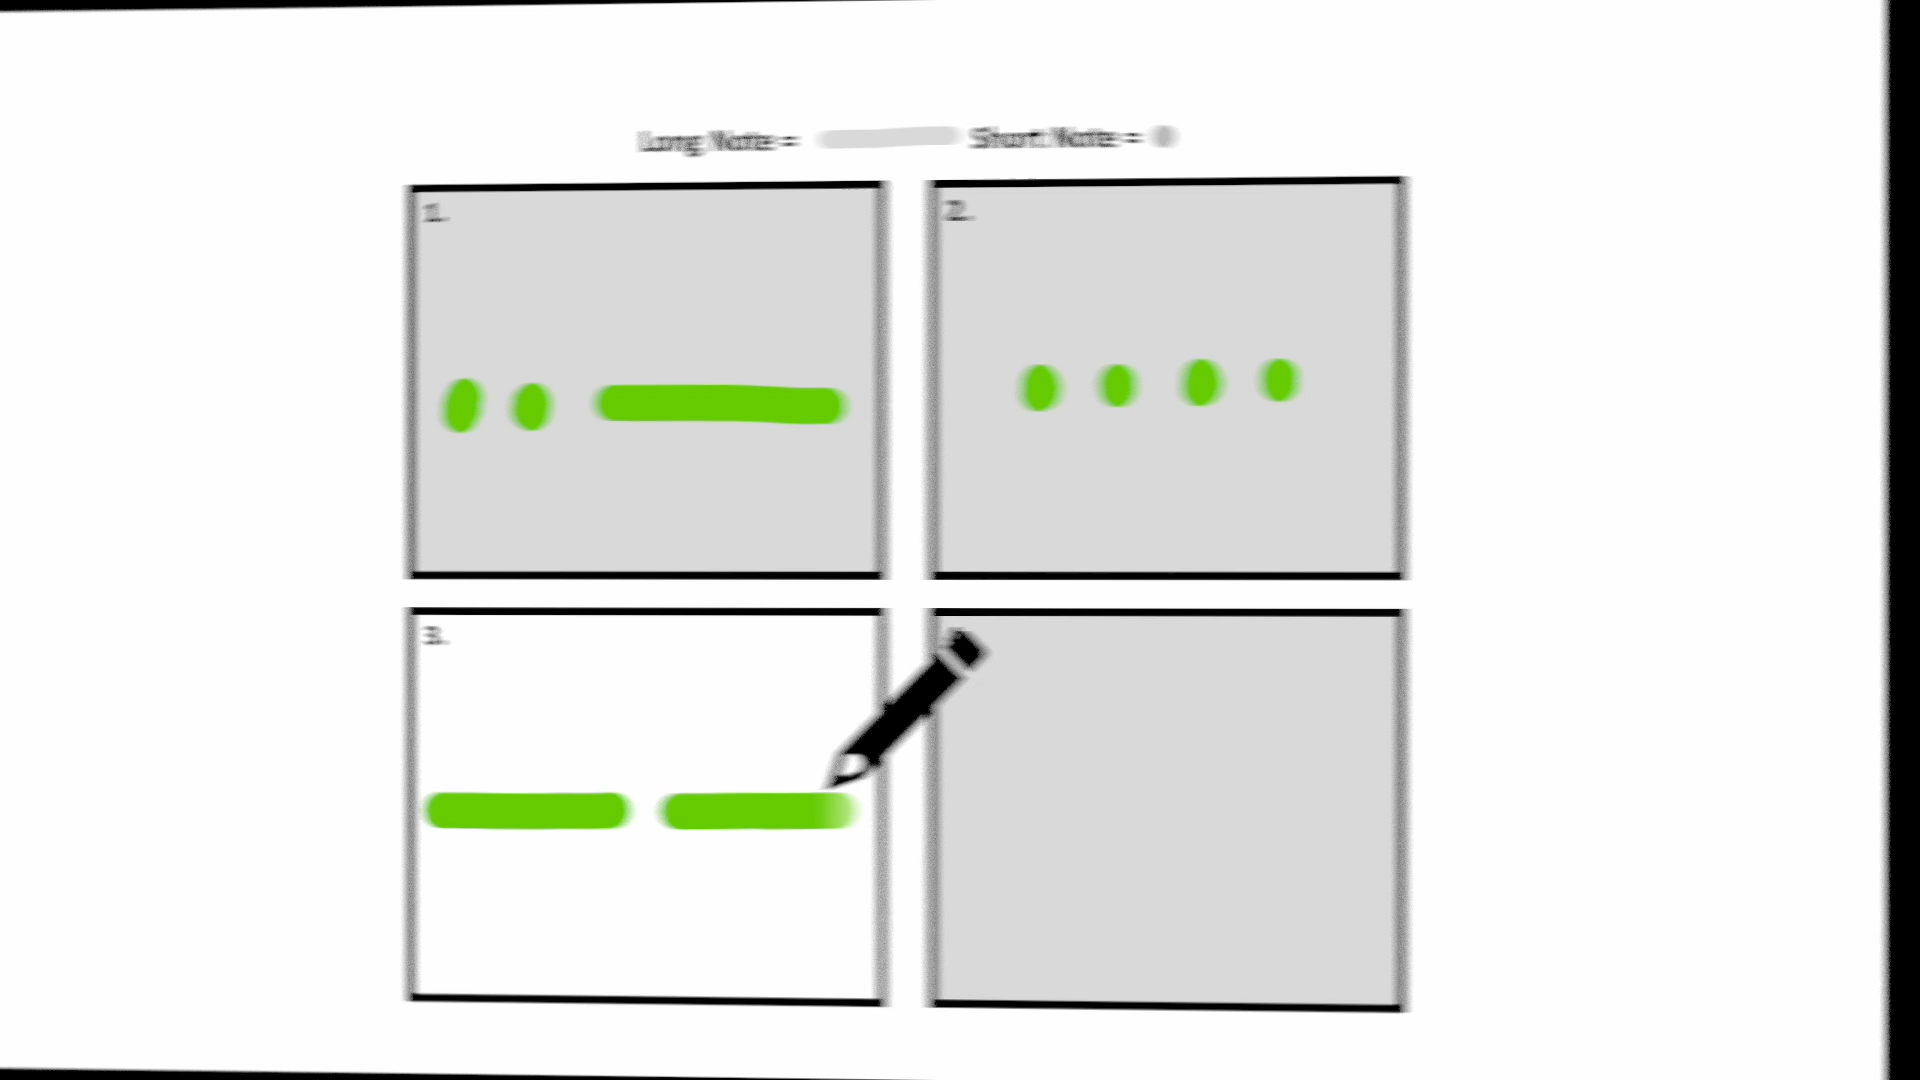 Long Note = Short Note =
1.
2.
3.